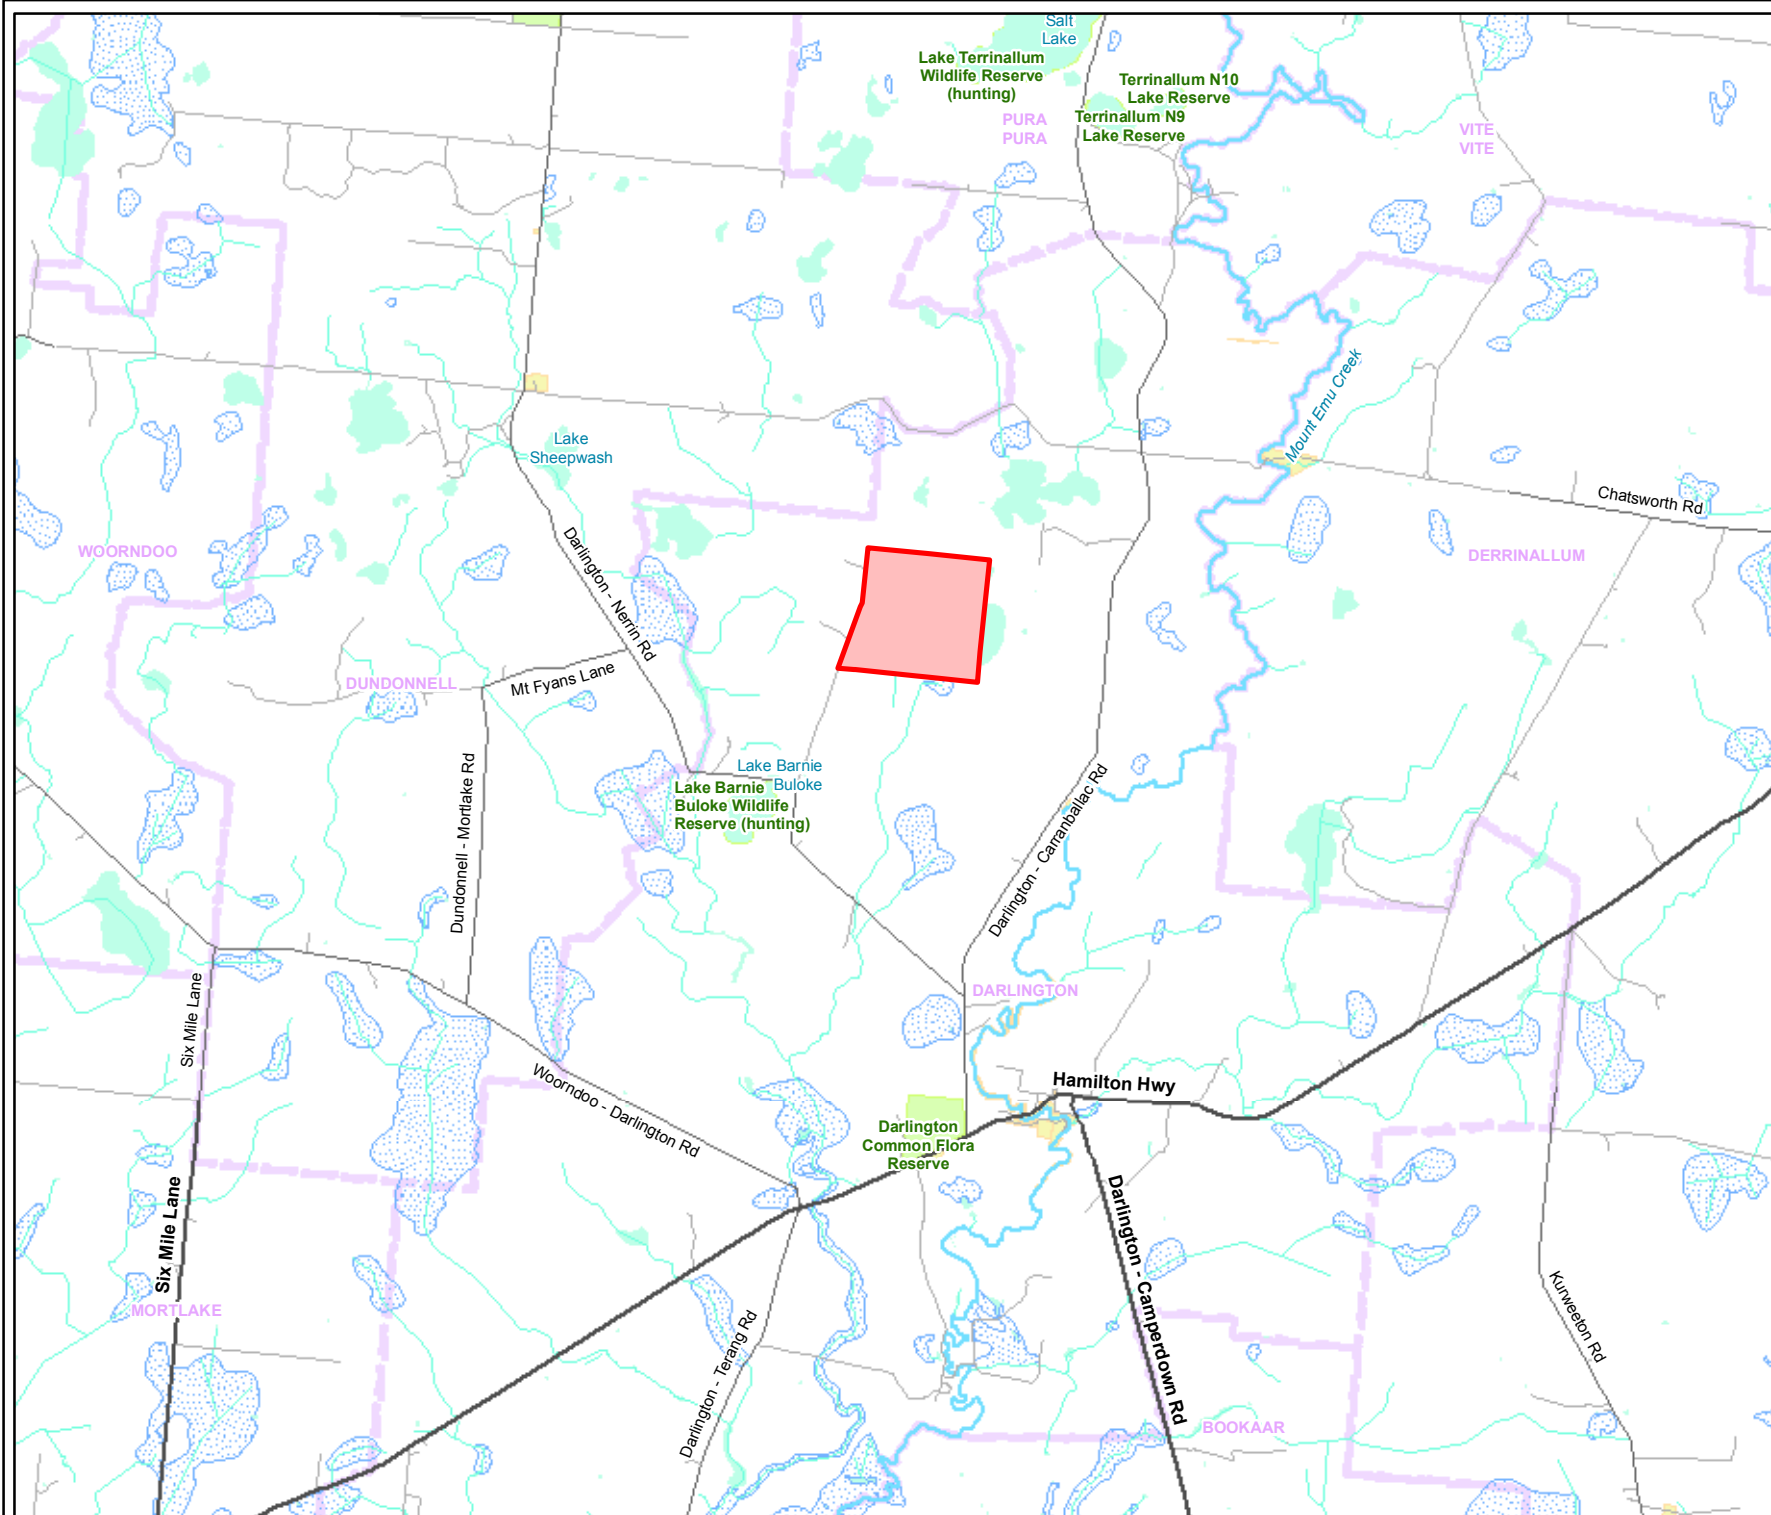 Salt
Lake
Lake Terrinallum
Wildlife Reserve
(hunting)
Terrinallum N10
Lake Reserve
Terrinallum N9
Lake Reserve
PURA
PURA
VITE
VITE
Mount Emu Creek
Lake
Sheepwash
Chatsworth Rd
WOORNDOO
DERRINALLUM
Darlington - Nerrin Rd
Mt Fyans Lane
DUNDONNELL
Dundonnell - Mortlake Rd
Lake Barnie
Buloke
Lake Barnie
Buloke Wildlife
Reserve (hunting)
Darlington - Carranballac Rd
Six Mile Lane
DARLINGTON
Woorndoo - Darlington Rd
Hamilton Hwy
Darlington
Common Flora
Reserve
Six Mile Lane
Darlington - Camperdown Rd
MORTLAKE
Darlington - Terang Rd
Kurweeton Rd
BOOKAAR